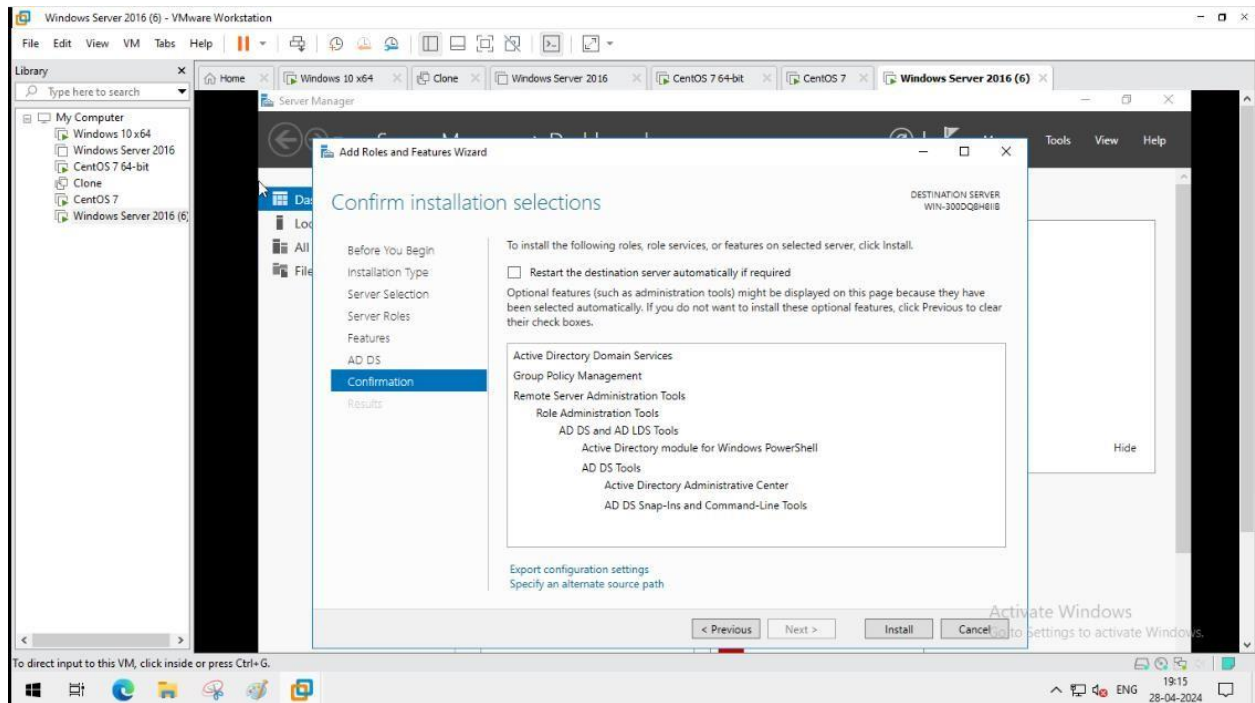 Windows Server 2016 (6) - VMware Workstation
File Edit View VM Tabs Help
Library
Type here to search
Home
Windows 10 x64
Clone
Windows Server 2016
CentOS 7 64-bit
CentOS 7
Windows Server 2016 (6)
My Computer
Windows 10 x64
Windows Server 2016
CentOS 7 64-bit
Clone
CentOS 7
Windows Server 2016 (6)
Server Manager
Tools View Help
Add Roles and Features Wizard
Confirm installation selections
DESTINATION SERVER
Before You Begin
Installation Type
Server Selection
Server Roles
Features
AD DS
Confirmation
Results
To install the following roles, role services, or features on selected server, click Install.
Restart the destination server automatically if required
Optional features (such as administration tools) might be displayed on this page because they have
been selected automatically. If you do not want to install these optional features, click Previous to clear
their check boxes.
Active Directory Domain Services
Group Policy Management
Remote Server Administration Tools
Role Administration Tools
AD DS and AD LDS Tools
Active Directory module for Windows PowerShell
AD DS Tools
Active Directory Administrative Center
AD DS Snap-Ins and Command-Line Tools
Export configuration settings
Specify an alternate source path
< Previous
Next >
Install
Cancel
Hide
Activate Windows
Go to Settings to activate Windows.
To direct input to this VM, click inside or press Ctrl+G.
ENG
19:15
28-04-2024